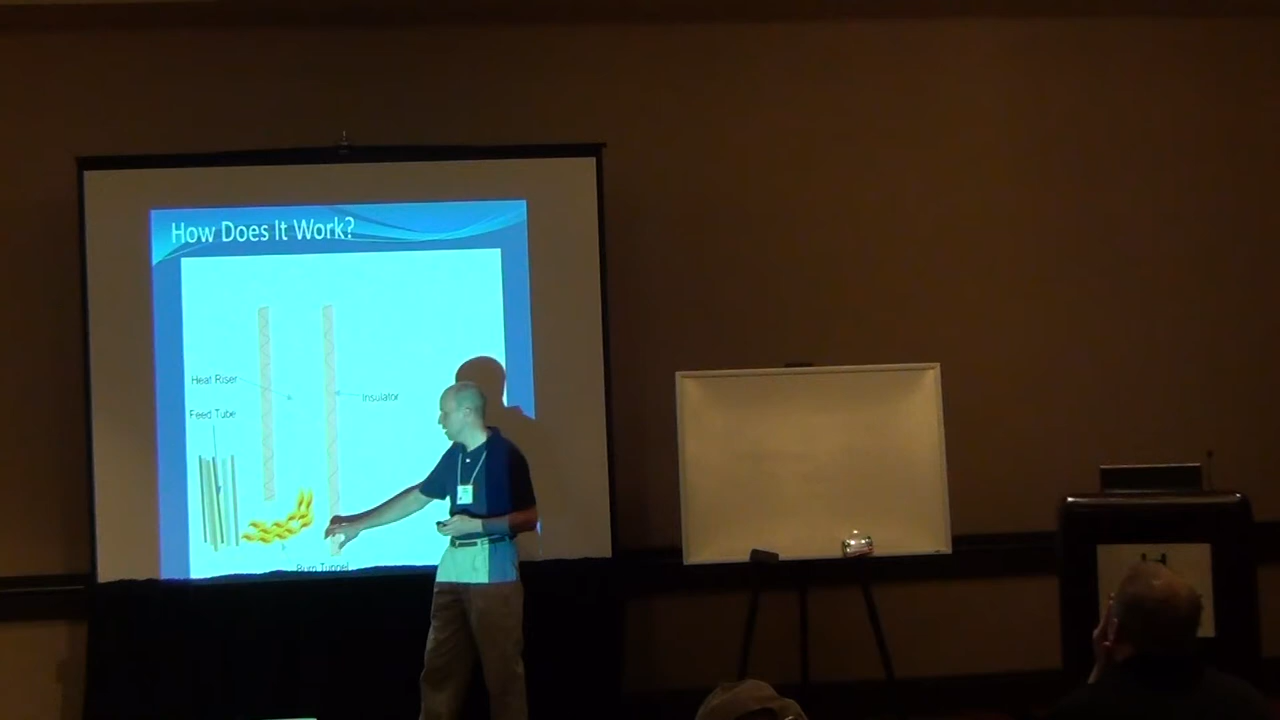 How Does It Work?
Heat Riser
Insulator
Feed Tube
Burn Tunnel
H